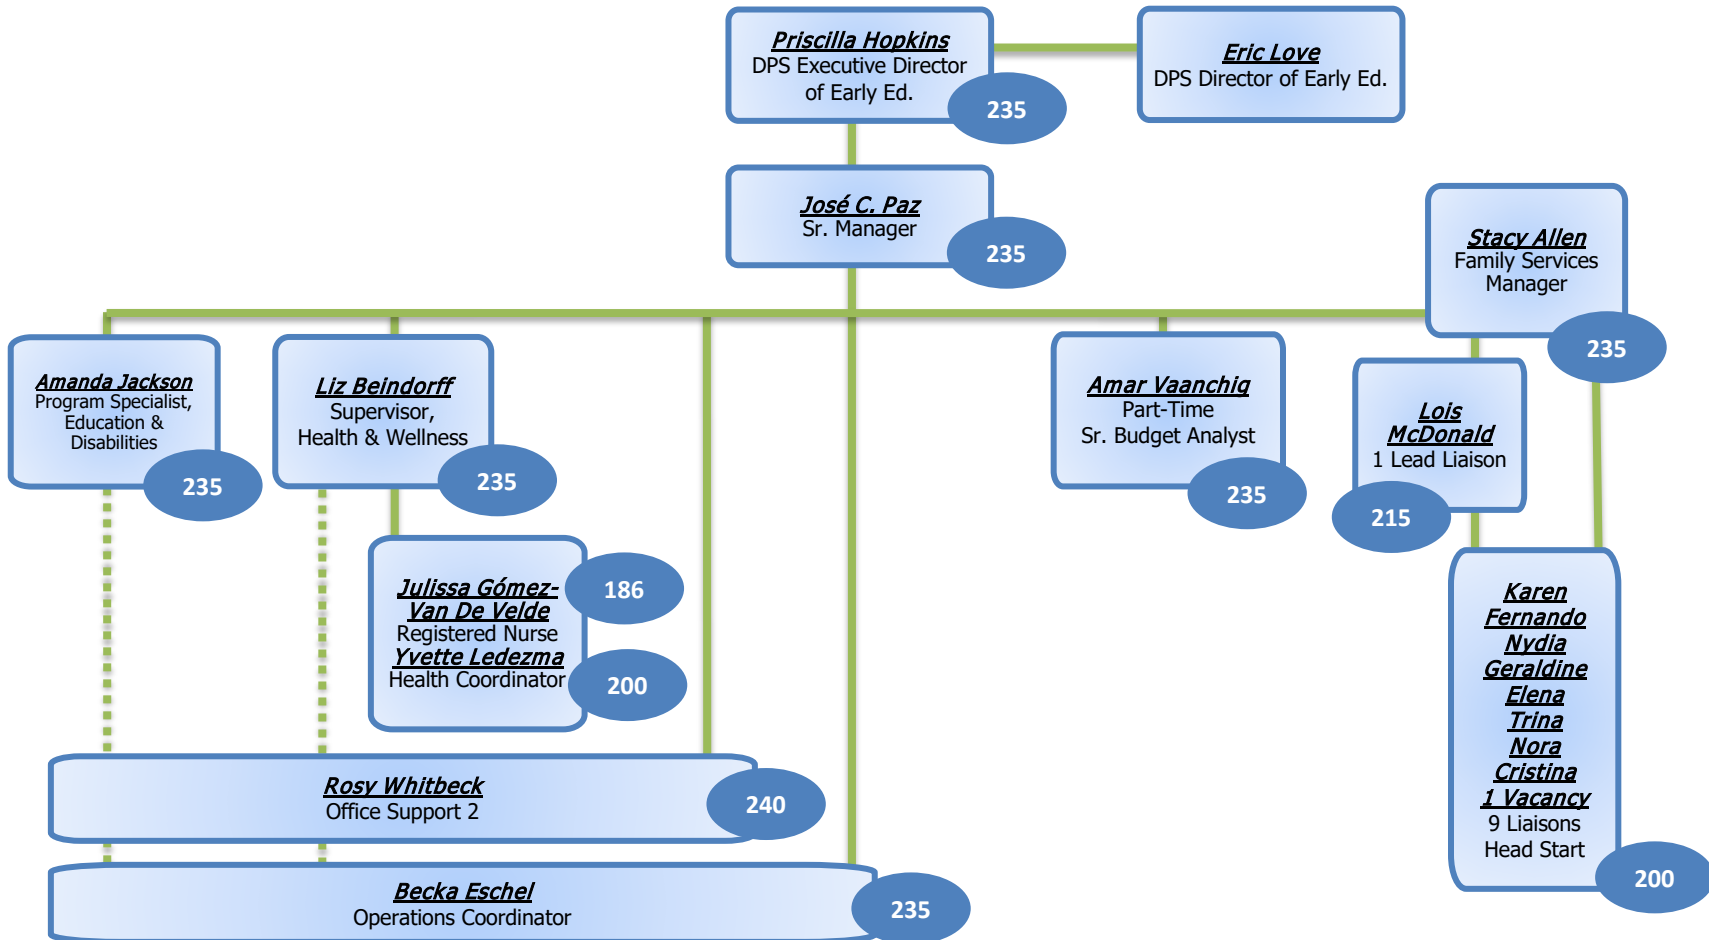 Priscilla Hopkins
DPS Executive Director
of Early Ed.
235
Eric Love
DPS Director of Early Ed.
José C. Paz
Sr. Manager
235
Stacy Allen
Family Services
Manager
235
Amanda Jackson
Program Specialist,
Education &
Disabilities
235
Liz Beindorff
Supervisor,
Health & Wellness
235
Amar Vaanchig
Part-Time
Sr. Budget Analyst
235
Lois
McDonald
1 Lead Liaison
215
Julissa Gómez-
Van De Velde
Registered Nurse
Yvette Ledezma
Health Coordinator
186
200
Karen
Fernando
Nydia
Geraldine
Elena
Trina
Nora
Cristina
1 Vacancy
9 Liaisons
Head Start
200
Rosy Whitbeck
Office Support 2
240
Becka Eschel
Operations Coordinator
235